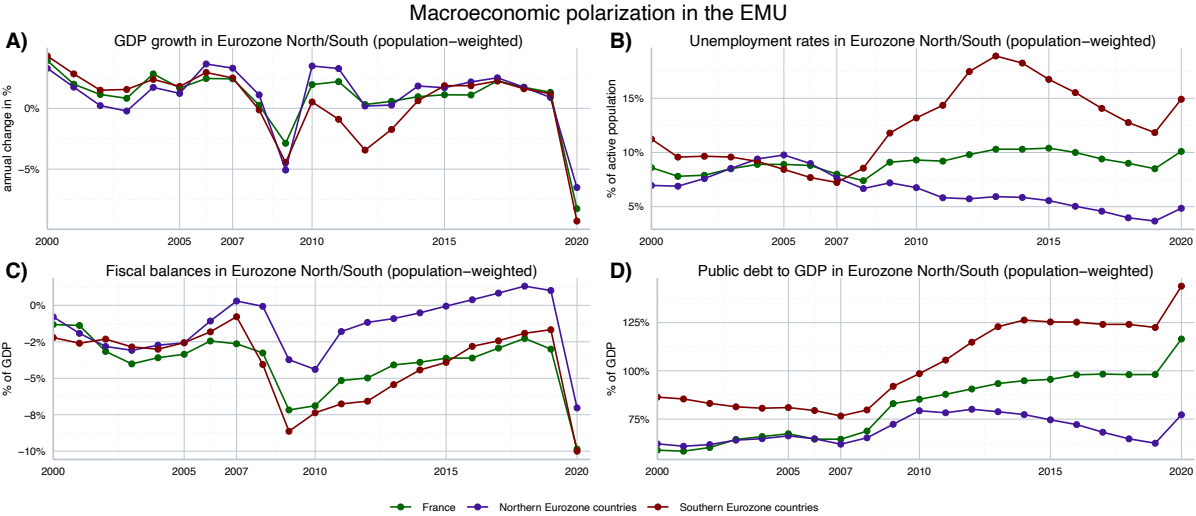 Macroeconomic polarization in the EMU
A)
GDP growth in Eurozone North/South (population−weighted)
annual change in %
0%
−5%
2000
2005
2007
2010
2015
2020
B)
Unemployment rates in Eurozone North/South (population−weighted)
% of active population
15%
10%
5%
2000
2005
2007
2010
2015
2020
C)
Fiscal balances in Eurozone North/South (population−weighted)
% of GDP
0%
−2%
−5%
−8%
−10%
2000
2005
2007
2010
2015
2020
D)
Public debt to GDP in Eurozone North/South (population−weighted)
% of GDP
125%
100%
75%
2000
2005
2007
2010
2015
2020
France
Northern Eurozone countries
Southern Eurozone countries